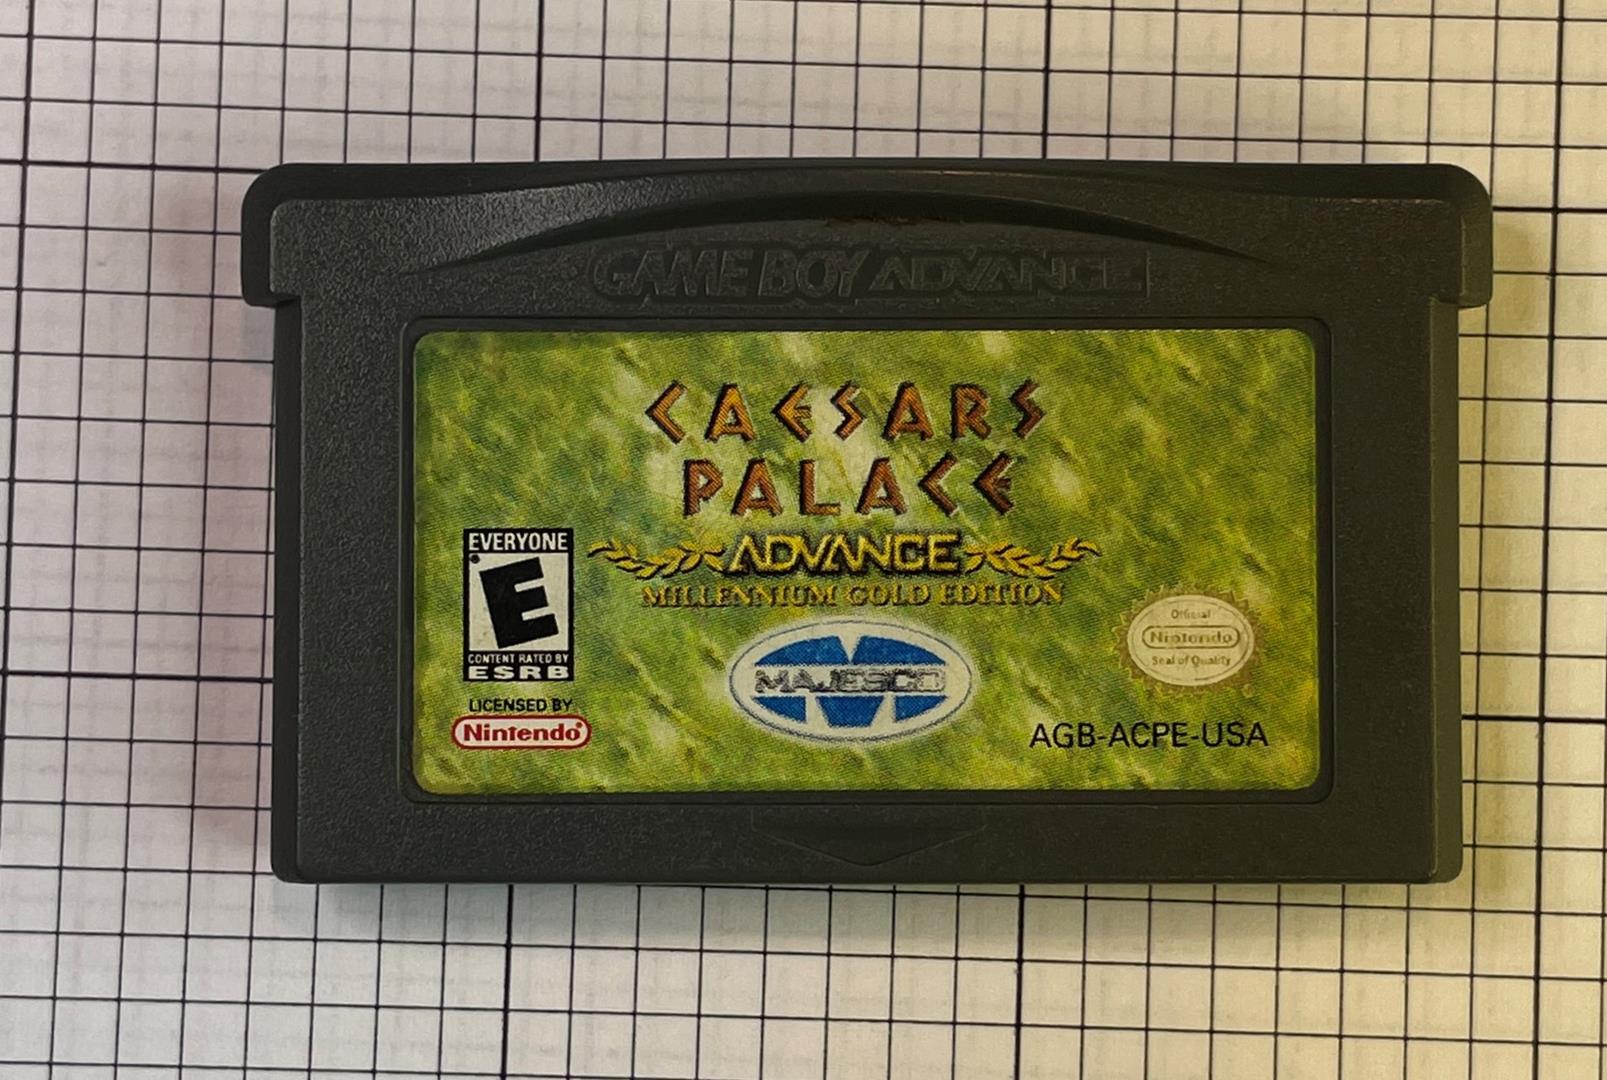 GAME BOY ADVANCE
CAESARS
PALACE
ADVANCE
MILLENNIUM GOLD EDITION
EVERYONE
E
CONTENT RATED BY
ESRB
LICENSED BY
Nintendo®
MAJESCO
Official
Nintendo
Seal of Quality
AGB-ACPE-USA